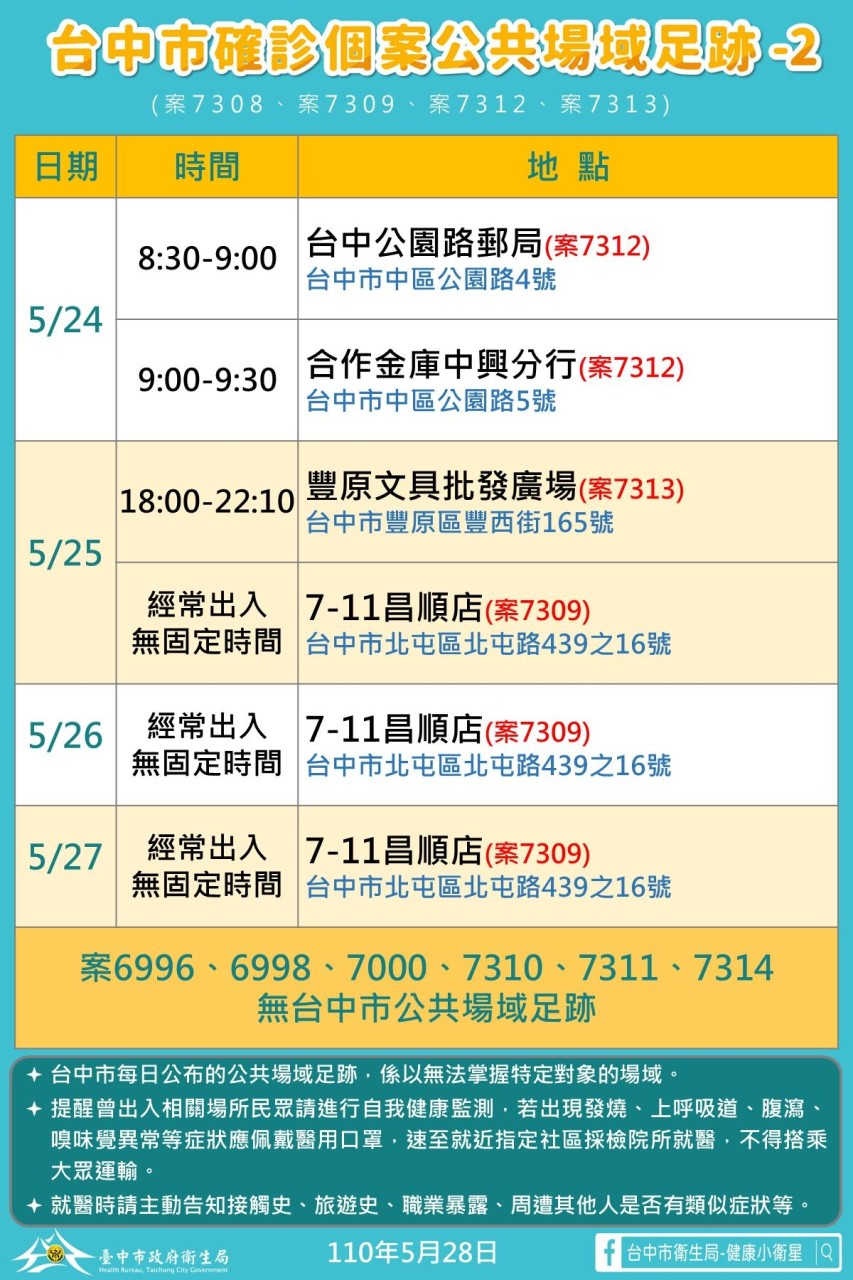 台中市確診個案公共場域足跡-2
(案7308、案7309、案7312、案7313)
日期 時間 地點
5/24
8:30-9:00
台中公園路郵局(案7312)
台中市中區公園路4號
9:00-9:30
合作金庫中興分行(案7312)
台中市中區公園路5號
5/25
18:00-22:10
豐原文具批發廣場(案7313)
台中市豐原區豐西街165號
經常出入
無固定時間
7-11昌順店(案7309)
台中市北屯區北屯路439之16號
5/26
經常出入
無固定時間
7-11昌順店(案7309)
台中市北屯區北屯路439之16號
5/27
經常出入
無固定時間
7-11昌順店(案7309)
台中市北屯區北屯路439之16號
案6996、6998、7000、7310、7311、7314
無台中市公共場域足跡
台中市每日公布的公共場域足跡，係以無法掌握特定對象的場域。
提醒曾出入相關場所民眾請進行自我健康監測，若出現發燒、上呼吸道、腹瀉、
嗅味覺異常等症狀應佩戴醫用口罩，速至就近指定社區採檢院所就醫，不得搭乘
大眾運輸。
就醫時請主動告知接觸史、旅遊史、職業暴露、周遭其他人是否有類似症狀等。
臺中市政府衛生局
Health Bureau, Taichung City Government
110年5月28日
台中市衛生局-健康小衛星